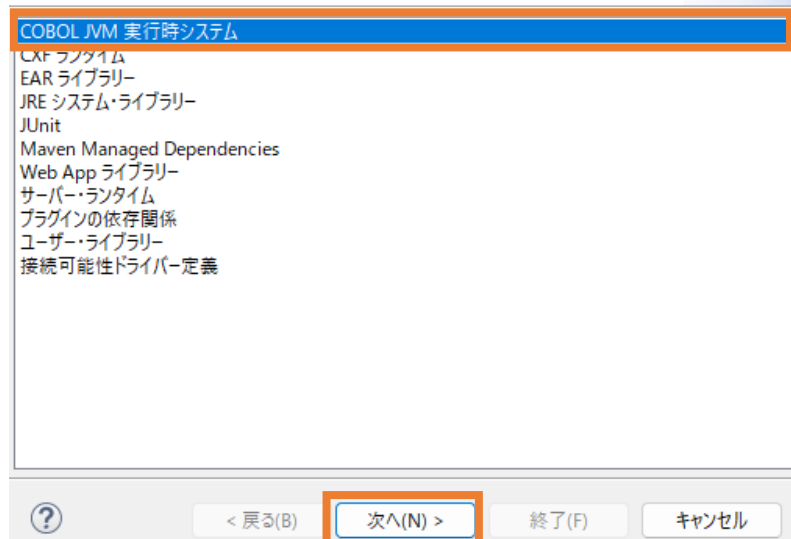 COBOL JVM 実行時システム
CXF ランタイム
EAR ライブラリー
JRE システム・ライブラリー
JUnit
Maven Managed Dependencies
Web App ライブラリー
サーバー・ランタイム
プラグインの依存関係
ユーザー・ライブラリー
接続可能性ドライバー定義
? < 戻る(B) 次へ(N) > 終了(F) キャンセル